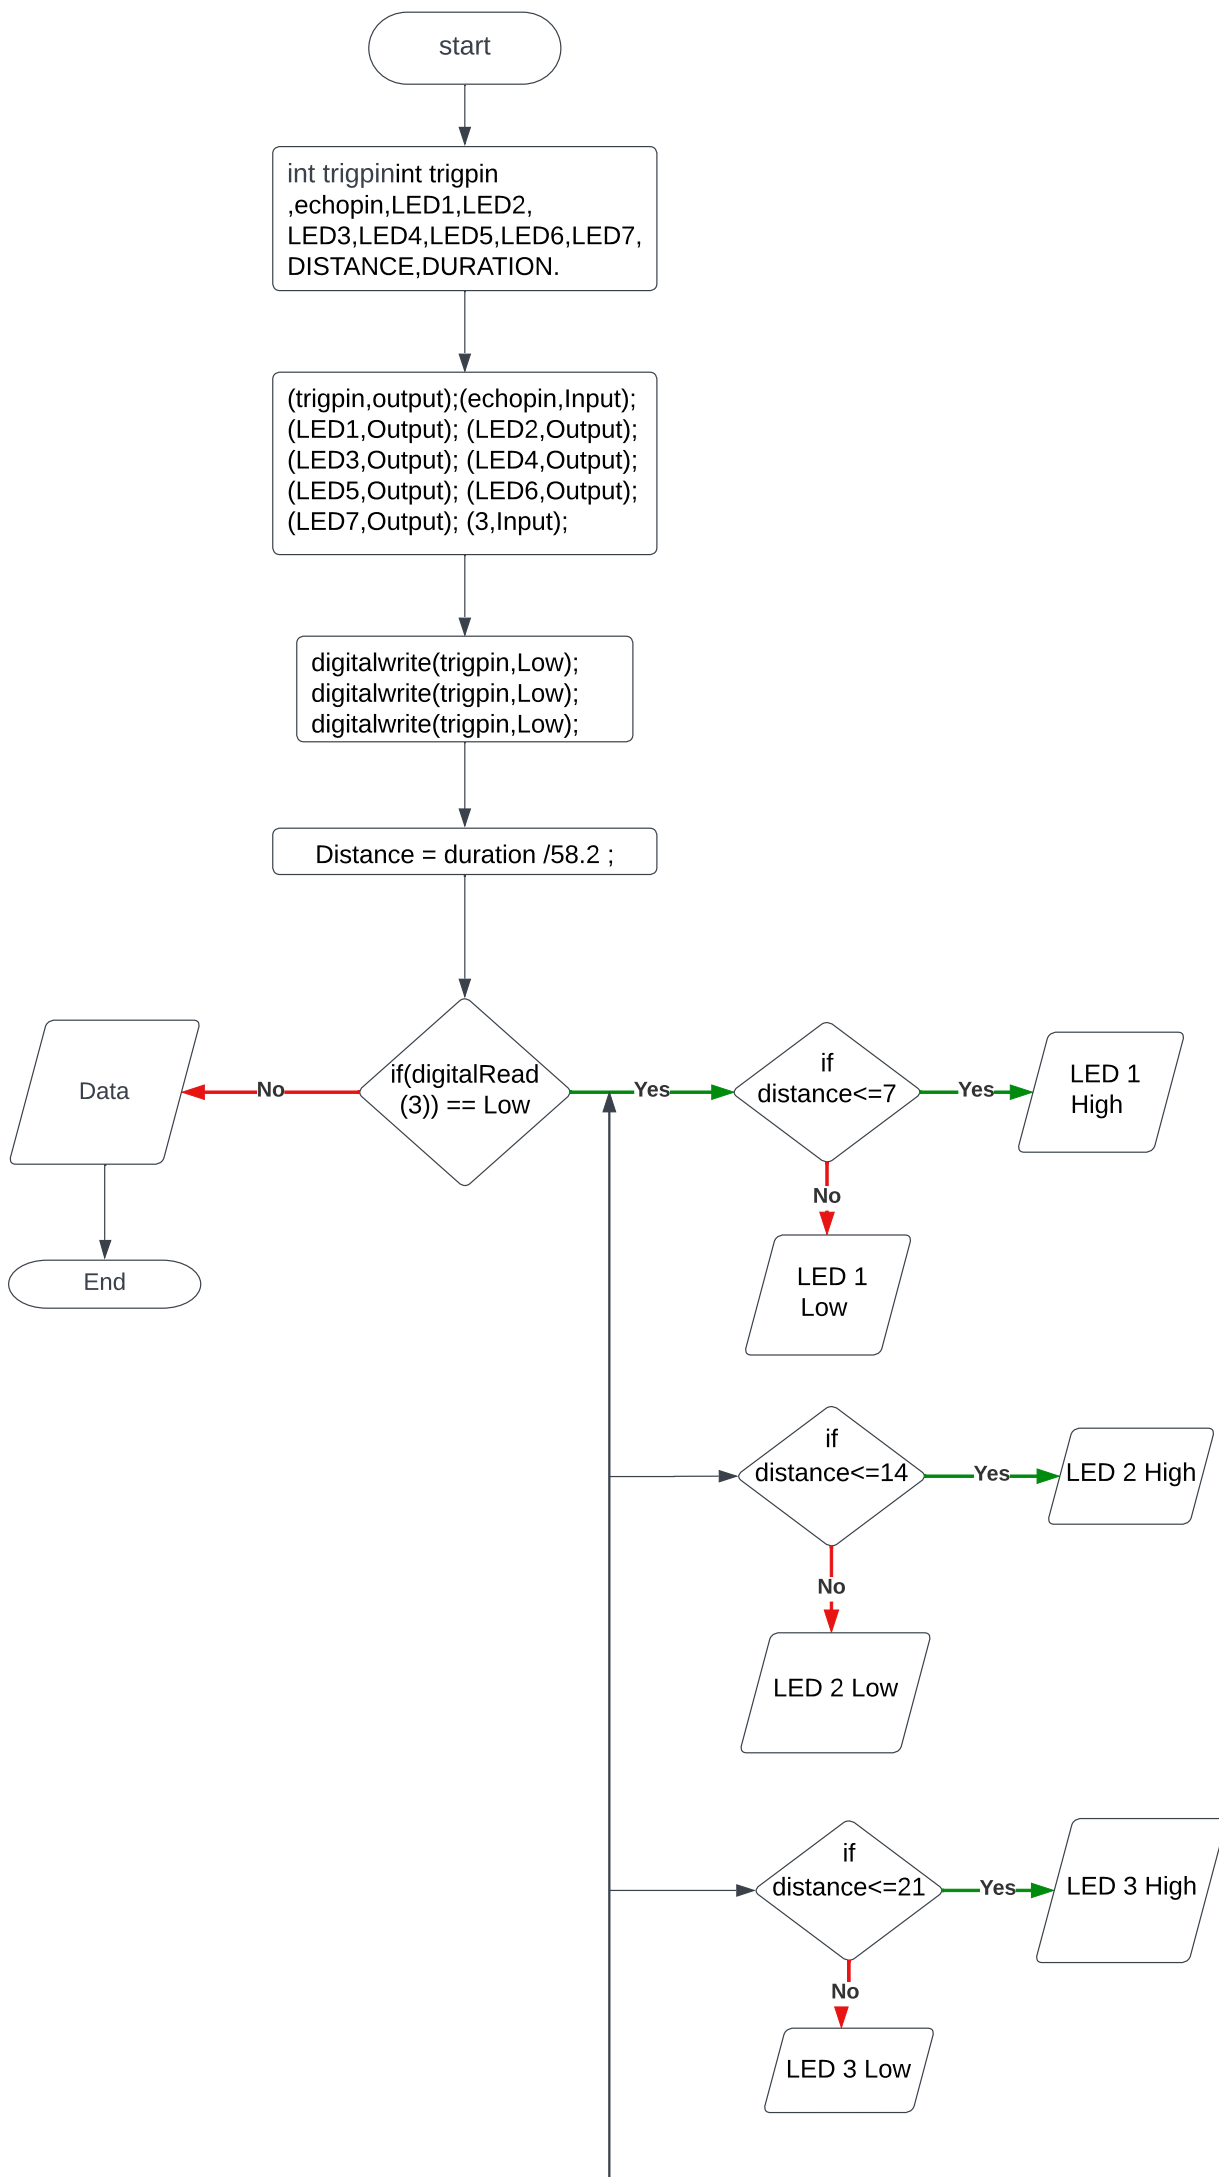 start
int trigpinint trigpin
,echopin,LED1,LED2,
LED3,LED4,LED5,LED6,LED7,
DISTANCE,DURATION.
(trigpin,output);(echopin,Input);
(LED1,Output); (LED2,Output);
(LED3,Output); (LED4,Output);
(LED5,Output); (LED6,Output);
(LED7,Output); (3,Input);
digitalwrite(trigpin,Low);
digitalwrite(trigpin,Low);
digitalwrite(trigpin,Low);
Distance = duration /58.2 ;
if(digitalRead
(3)) == Low
No
Data
End
Yes
if
distance<=7
Yes
LED 1
High
No
LED 1
Low
if
distance<=14
Yes
LED 2 High
No
LED 2 Low
if
distance<=21
Yes
LED 3 High
No
LED 3 Low